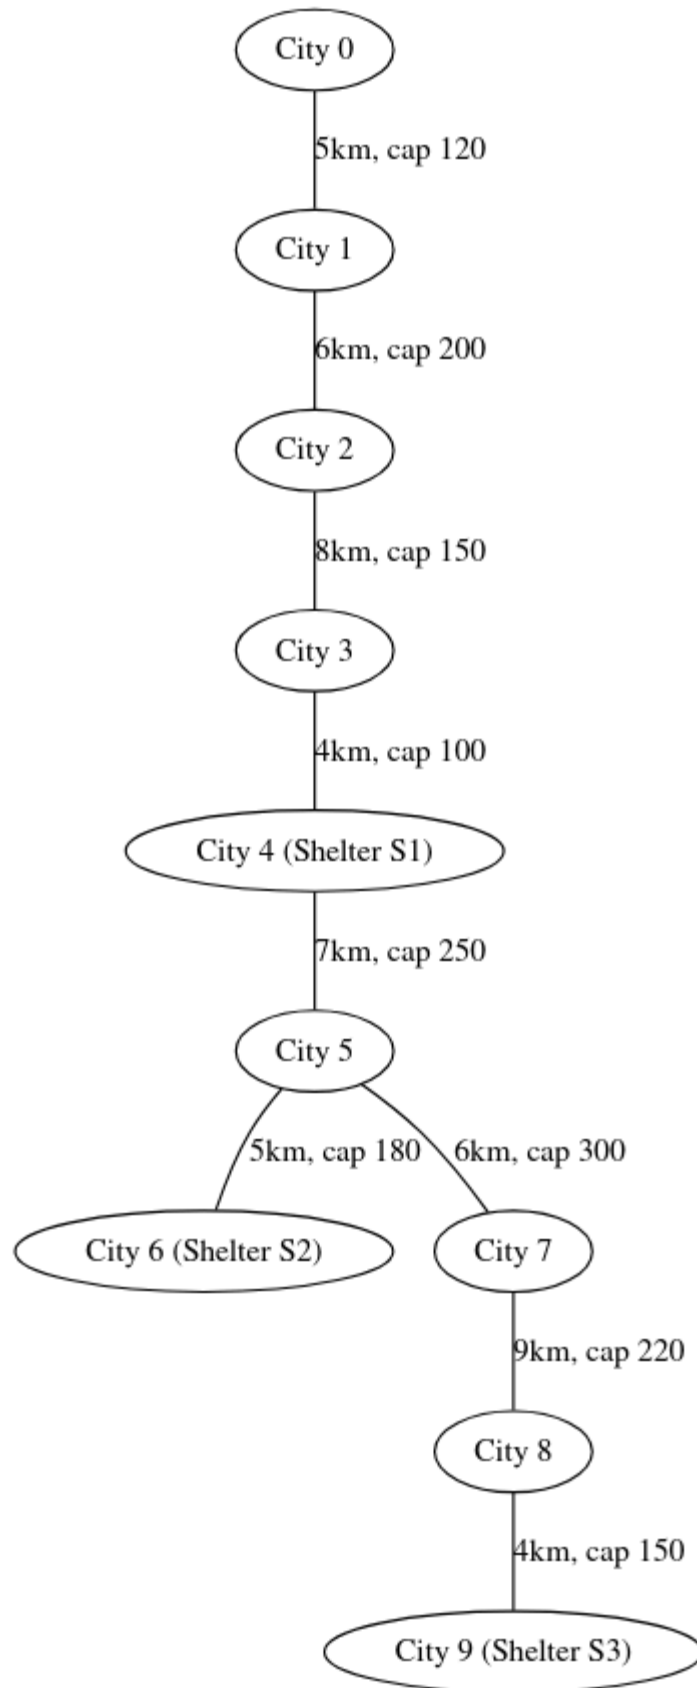 City 0
5km, cap 120
City 1
6km, cap 200
City 2
8km, cap 150
City 3
4km, cap 100
City 4 (Shelter S1)
7km, cap 250
City 5
5km, cap 180
6km, cap 300
City 6 (Shelter S2)
City 7
9km, cap 220
City 8
4km, cap 150
City 9 (Shelter S3)